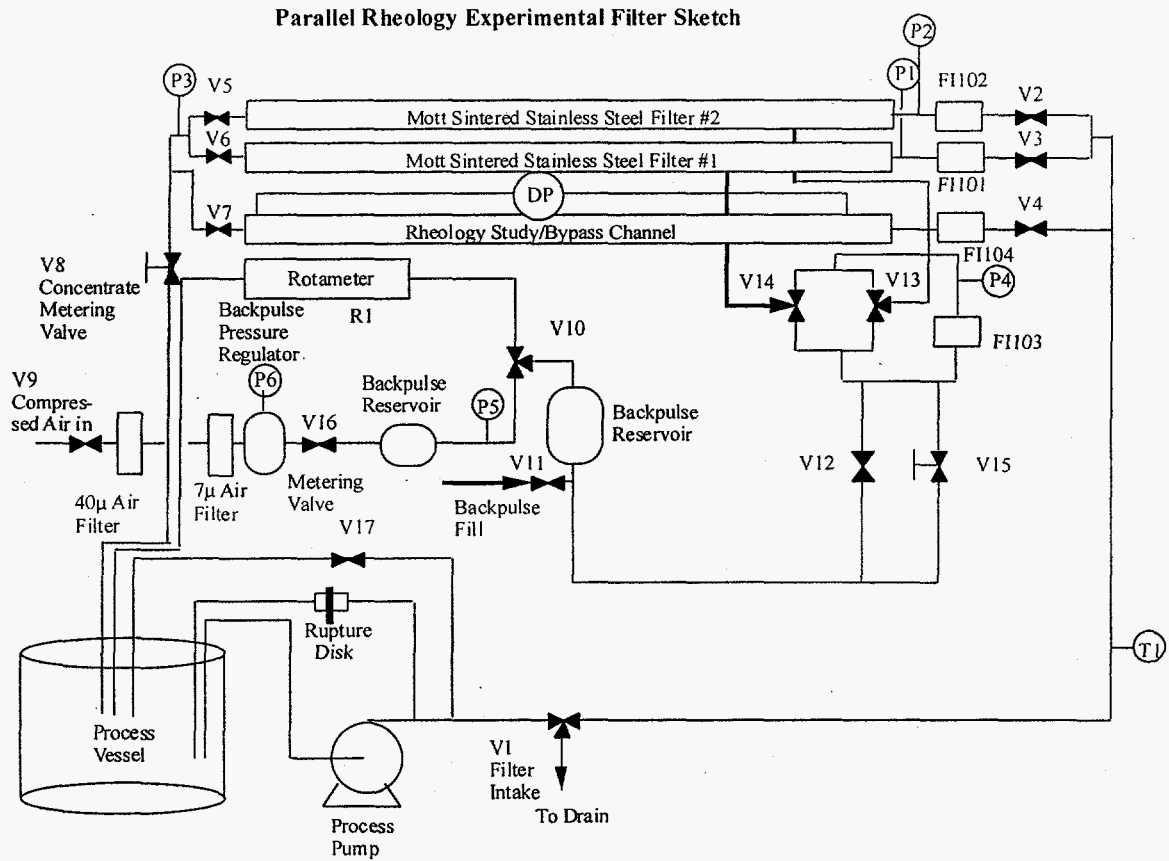 Parallel Rheology Experimental Filter Sketch
P2
P3
V5
P1
FI102
V2
Mott Sintered Stainless Steel Filter #2
V6
V3
Mott Sintered Stainless Steel Filter #1
FI101
DP
V7
V4
Rheology Study/Bypass Channel
FI104
V8
Concentrate
Metering
Valve
Rotameter
R1
V14
V13
P4
Backpulse
Pressure
Regulator
V10
FI103
V9
Compres-
sed Air in
P6
Backpulse
Reservoir
P5
Backpulse
Reservoir
V16
V11
V12
V15
40µ Air
Filter
7µ Air
Filter
Metering
Valve
Backpulse
Fill
V17
Rupture
Disk
T1
Process
Vessel
V1
Filter
Intake
To Drain
Process
Pump